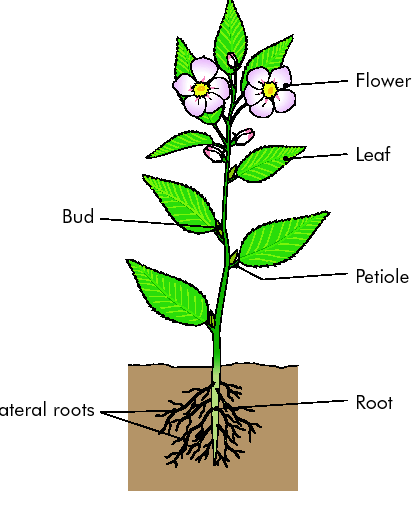 Flower
Leaf
Bud
Petiole
ateral roots
Root